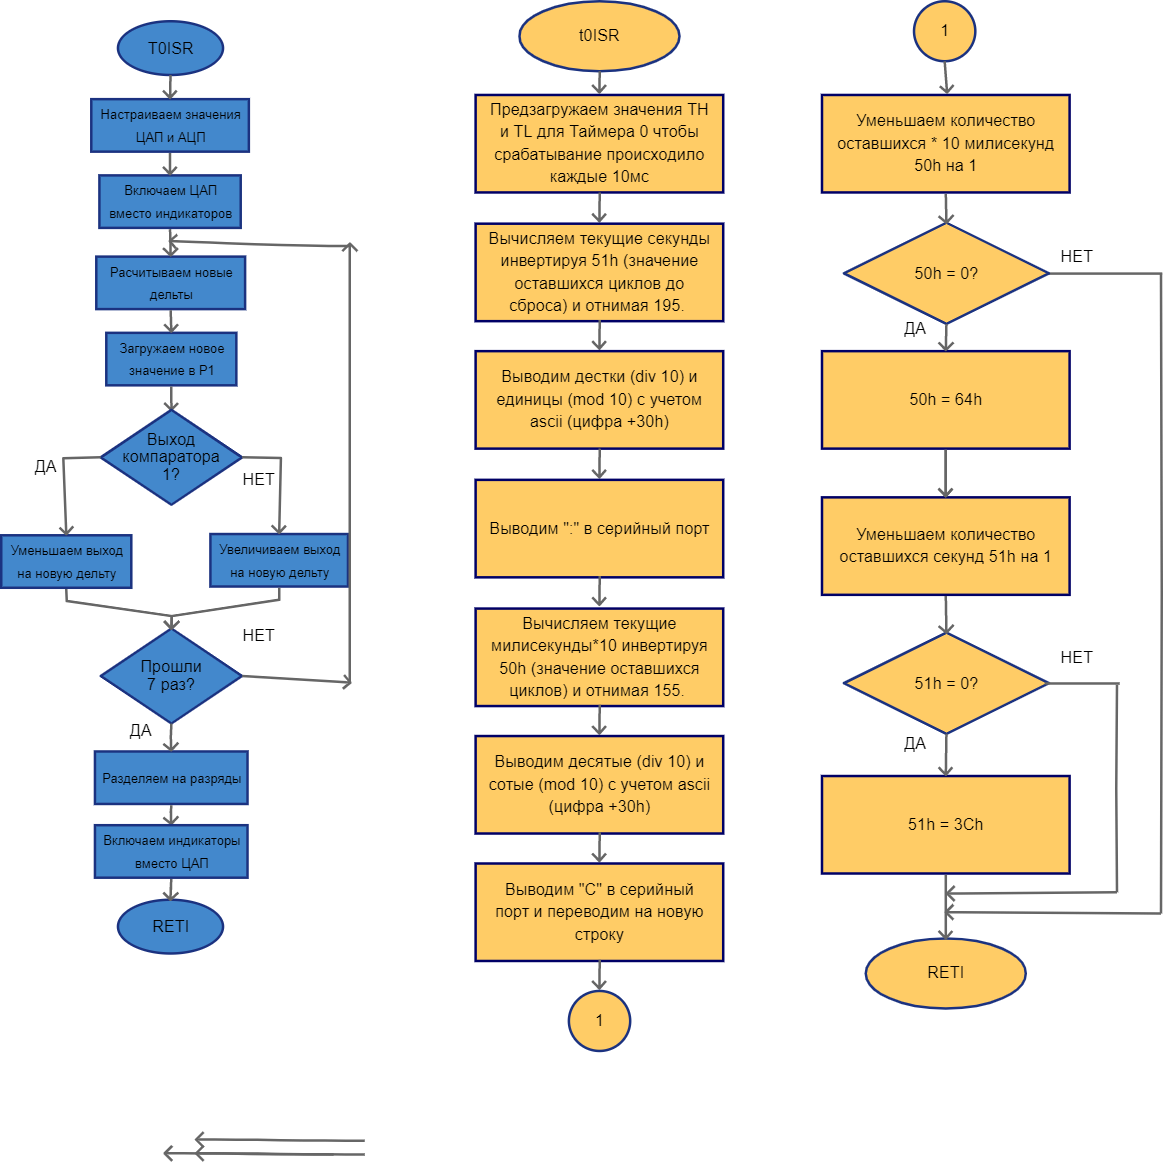 T0ISR
Настраиваем значения
ЦАП и АЦП
Включаем ЦАП
вместо индикаторов
Расчитываем новые
дельты
Загружаем новое
значение в P1
Выход
компаратора
1?
ДА
НЕТ
Уменьшаем выход
на новую дельту
Увеличиваем выход
на новую дельту
НЕТ
Прошли
7 раз?
ДА
Разделяем на разряды
Включаем индикаторы
вместо ЦАП
RETI
t0ISR
Предзагружаем значения TH
и TL для Таймера 0 чтобы
срабатывание происходило
каждые 10мс
Вычисляем текущие секунды
инвертируя 51h (значение
оставшихся циклов до
сброса) и отнимая 195.
Выводим дестки (div 10) и
единицы (mod 10) с учетом
ascii (цифра +30h)
Выводим ":" в серийный порт
Вычисляем текущие
милисекунды*10 инвертируя
50h (значение оставшихся
циклов) и отнимая 155.
Выводим десятые (div 10) и
сотые (mod 10) с учетом ascii
(цифра +30h)
Выводим "C" в серийный
порт и переводим на новую
строку
1
1
Уменьшаем количество
оставшихся * 10 милисекунд
50h на 1
50h = 0?
НЕТ
ДА
50h = 64h
Уменьшаем количество
оставшихся секунд 51h на 1
51h = 0?
НЕТ
ДА
51h = 3Ch
RETI